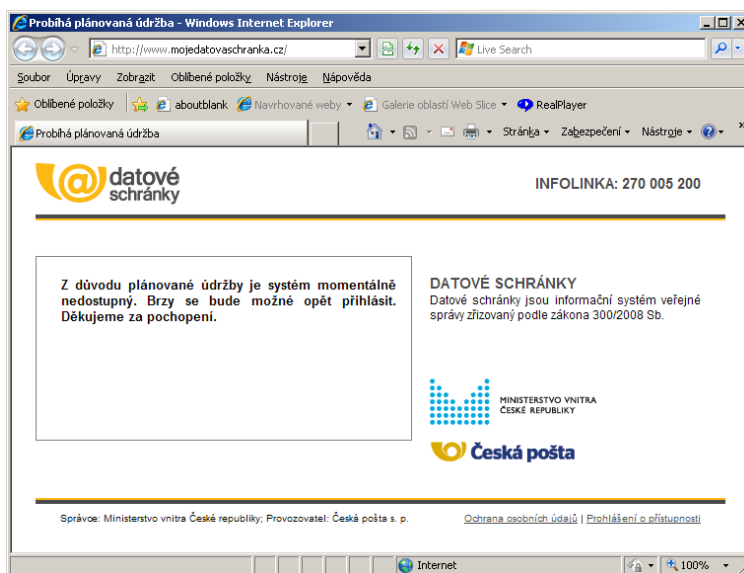 Probíhá plánovaná údržba - Windows Internet Explorer
http://www.mojedatovaschranka.cz/
Live Search
Soubor Úpravy Zobrazit Oblíbené položky Nástroje Nápověda
Oblíbené položky aboutblank Navrhované weby Galerie oblastí Web Slice RealPlayer
Probíhá plánovaná údržba Stránka Zabezpečení Nástroje
datové
schránky
INFOLINKA: 270 005 200
Z důvodu plánované údržby je systém momentálně
nedostupný. Brzy se bude možné opět přihlásit.
Děkujeme za pochopení.
DATOVÉ SCHRÁNKY
Datové schránky jsou informační systém veřejné
správy zřizovaný podle zákona 300/2008 Sb.
MINISTERSTVO VNITRA
ČESKÉ REPUBLIKY
Česká pošta
Správce: Ministerstvo vnitra České republiky; Provozovatel: Česká pošta s. p.
Ochrana osobních údajů | Prohlášení o přístupnosti
Internet 100%